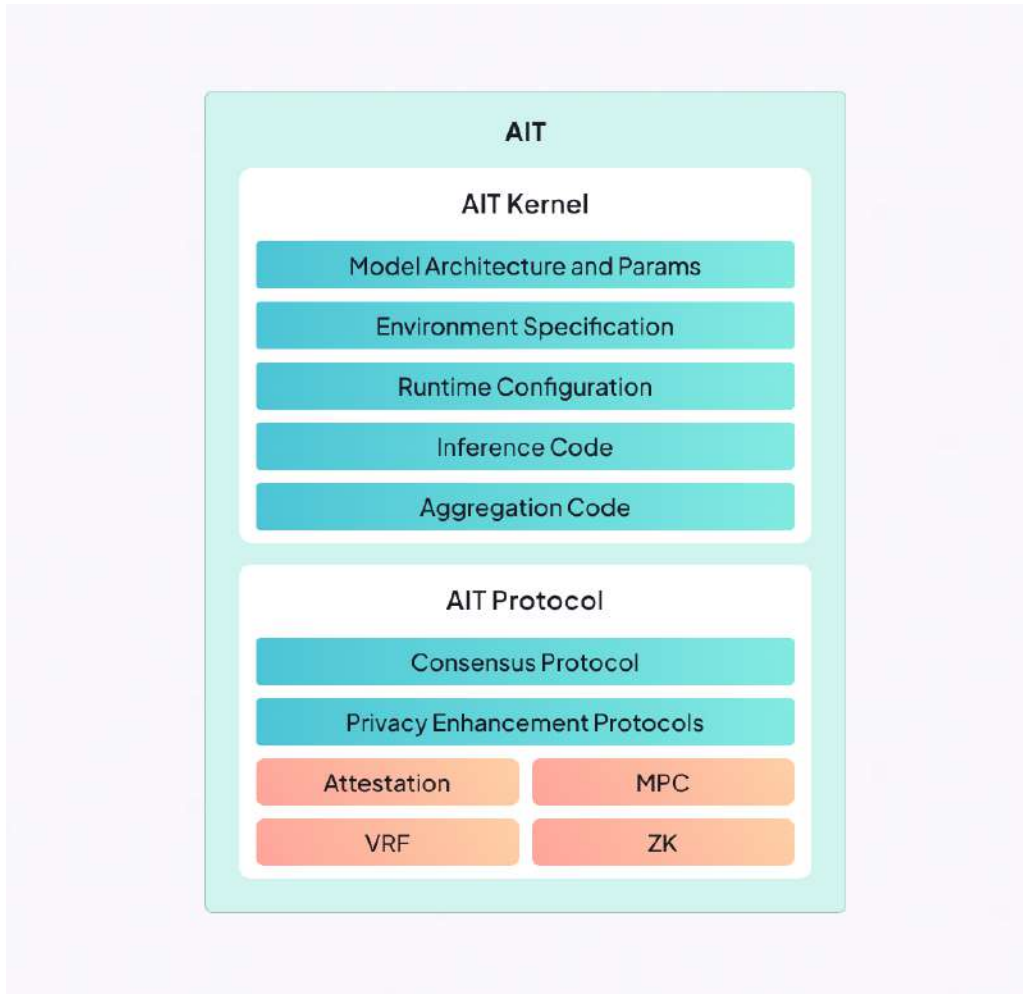 AIT
AIT Kernel
Model Architecture and Params
Environment Specification
Runtime Configuration
Inference Code
Aggregation Code
AIT Protocol
Consensus Protocol
Privacy Enhancement Protocols
Attestation
MPC
VRF
ZK